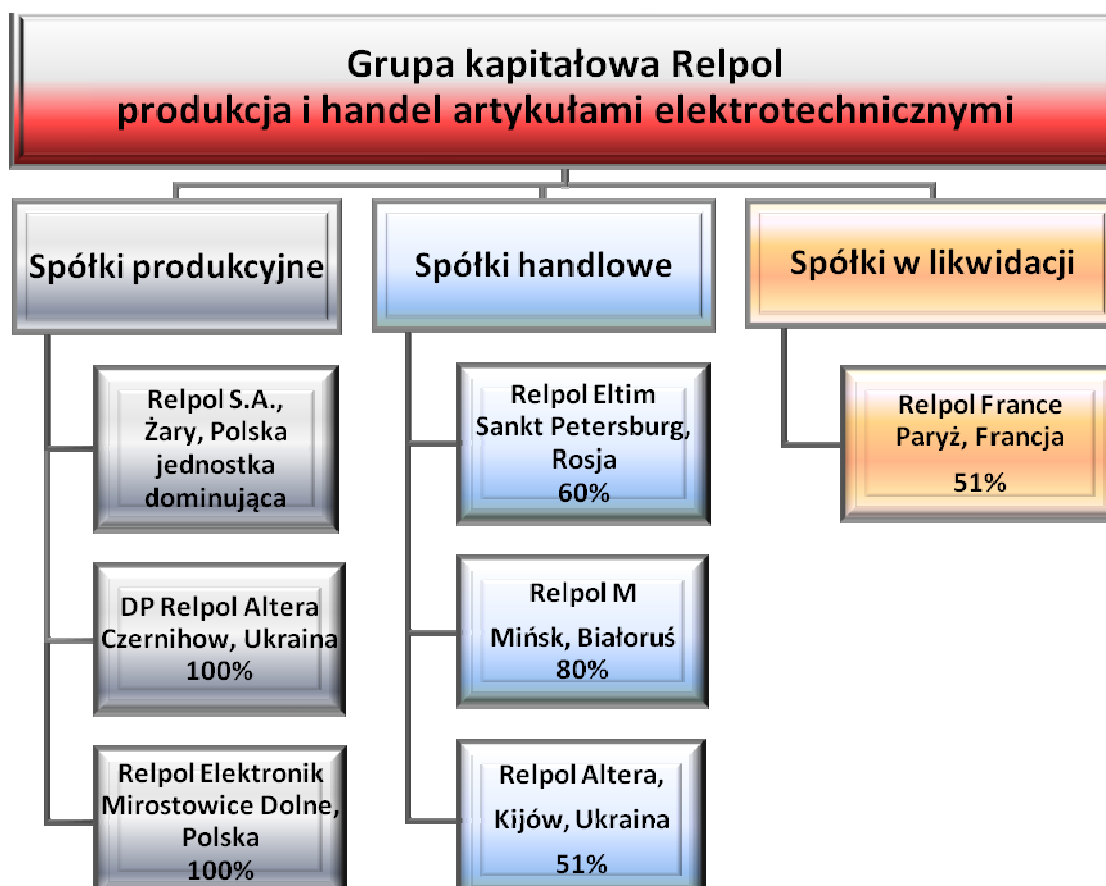 Grupa kapitałowa Relpol
produkcja i handel artykułami elektrotechnicznymi
Spółki produkcyjne
Relpol S.A.,
Żary, Polska
jednostka
dominująca
DP Relpol Altera
Czernihow, Ukraina
100%
Relpol Elektronik
Mirostowice Dolne,
Polska
100%
Spółki handlowe
Relpol Eltim
Sankt Petersburg,
Rosja
60%
Relpol M
Mińsk, Białoruś
80%
Relpol Altera,
Kijów, Ukraina
51%
Spółki w likwidacji
Relpol France
Paryż, Francja
51%